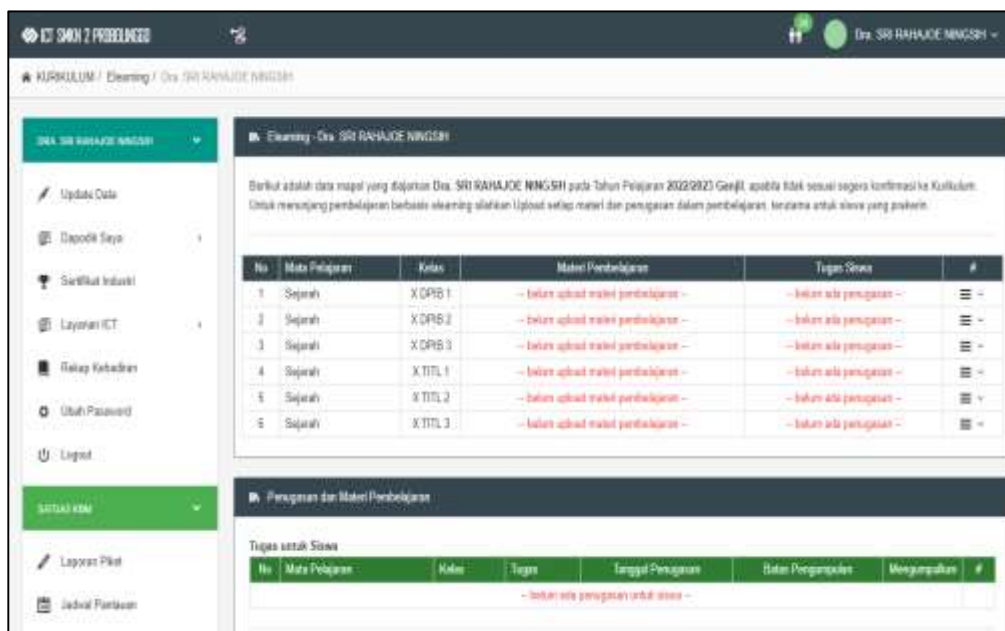 ICT SMKN 2 PROBOLINGGO
Dra. SRI RAHAJOE NINGSIH
KURIKULUM / Elearning / Dra. SRI RAHAJOE NINGSIH
DRA. SRI RAHAJOE NINGSIH
Update Data
Dapodik Saya
Sertifikat Industri
Layanan ICT
Rekap Kehadiran
Ubah Password
Logout
SATGAS KBM
Laporan Piket
Jadwal Pantauan
Elearning - Dra. SRI RAHAJOE NINGSIH
Berikut adalah data mapel yang diajarkan Dra. SRI RAHAJOE NINGSIH pada Tahun Pelajaran 2022/2023 Genjil, apabila tidak sesuai segera konfirmasi ke Kurikulum.
Untuk menunjang pembelajaran berbasis elearning silahkan Upload setiap materi dan penugasan dalam pembelajaran, terutama untuk siswa yang prakerin.
No Mata Pelajaran Kelas Materi Pembelajaran Tugas Siswa #
1 Sejarah X DPIB 1 -- belum upload materi pembelajaran -- -- belum ada penugasan --
2 Sejarah X DPIB 2 -- belum upload materi pembelajaran -- -- belum ada penugasan --
3 Sejarah X DPIB 3 -- belum upload materi pembelajaran -- -- belum ada penugasan --
4 Sejarah X TITL 1 -- belum upload materi pembelajaran -- -- belum ada penugasan --
5 Sejarah X TITL 2 -- belum upload materi pembelajaran -- -- belum ada penugasan --
6 Sejarah X TITL 3 -- belum upload materi pembelajaran -- -- belum ada penugasan --
Penugasan dan Materi Pembelajaran
Tugas untuk Siswa
No Mata Pelajaran Kelas Tugas Tanggal Penugasan Batas Pengumpulan Mengumpulkan #
-- belum ada penugasan untuk siswa --